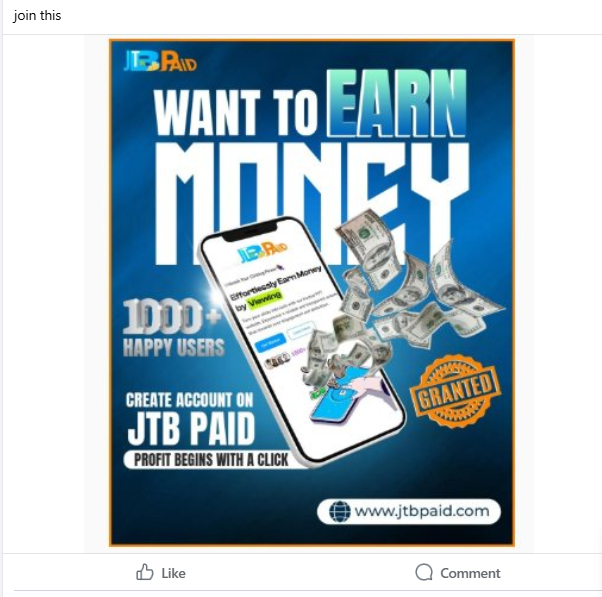 join this
JTB PAID
WANT TO EARN
MONEY
JTB PAID
Effortlessly Earn Money
by Viewing
1000+
HAPPY USERS
1000+
GRANTED
CREATE ACCOUNT ON
JTB PAID
PROFIT BEGINS WITH A CLICK
www.jtbpaid.com
Like
Comment